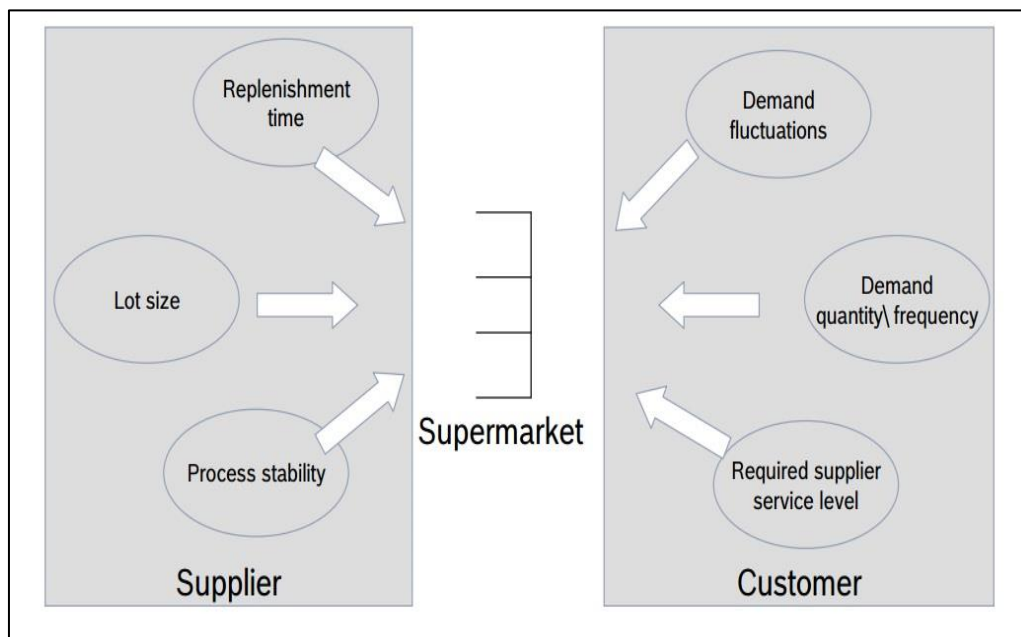 Replenishment
time
Lot size
Process stability
Supplier
Supermarket
Demand
fluctuations
Demand
quantity\ frequency
Required supplier
service level
Customer